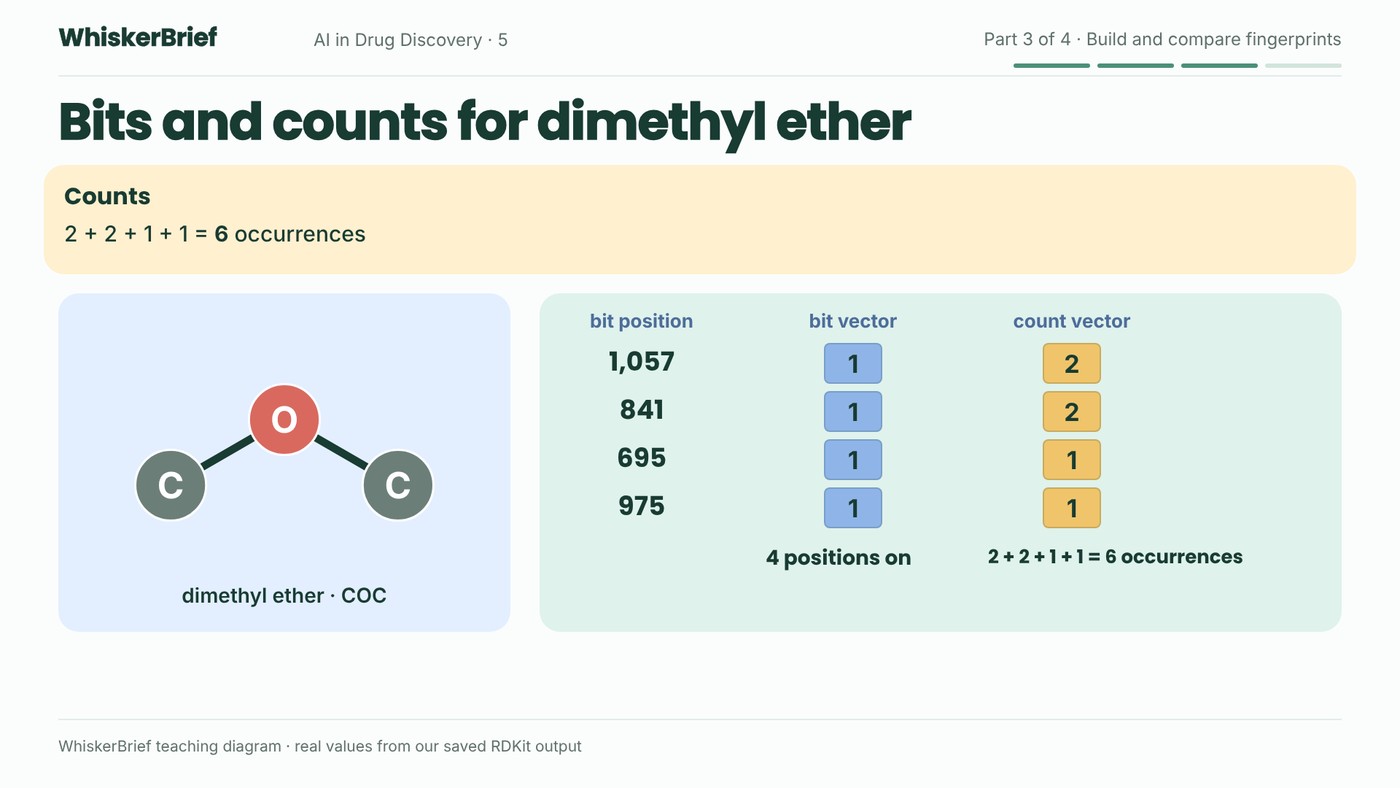 WhiskerBrief
AI in Drug Discovery · 5
Part 3 of 4 · Build and compare fingerprints
Bits and counts for dimethyl ether
Counts
2 + 2 + 1 + 1 = 6 occurrences
O
C
C
dimethyl ether · COC
bit position bit vector count vector
1,057 1 2
841 1 2
695 1 1
975 1 1
4 positions on
2 + 2 + 1 + 1 = 6 occurrences
WhiskerBrief teaching diagram · real values from our saved RDKit output